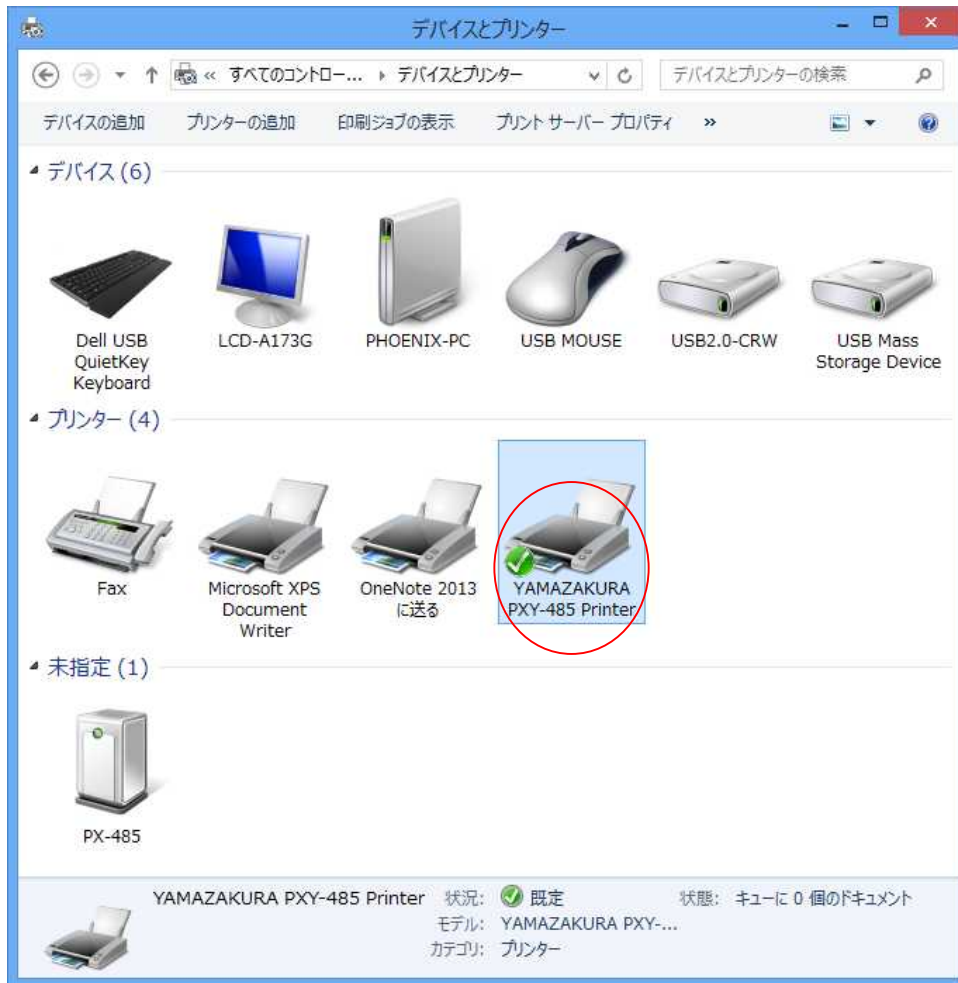 デバイスとプリンター
« すべてのコントロー... デバイスとプリンター デバイスとプリンターの検索
デバイスの追加 プリンターの追加 印刷ジョブの表示 プリント サーバー プロパティ »
デバイス (6)
Dell USB QuietKey Keyboard
LCD-A173G
PHOENIX-PC
USB MOUSE
USB2.0-CRW
USB Mass Storage Device
プリンター (4)
Fax
Microsoft XPS Document Writer
OneNote 2013 に送る
YAMAZAKURA PXY-485 Printer
未指定 (1)
PX-485
YAMAZAKURA PXY-485 Printer 状況: 既定 状態: キューに 0 個のドキュメント
モデル: YAMAZAKURA PXY-...
カテゴリ: プリンター